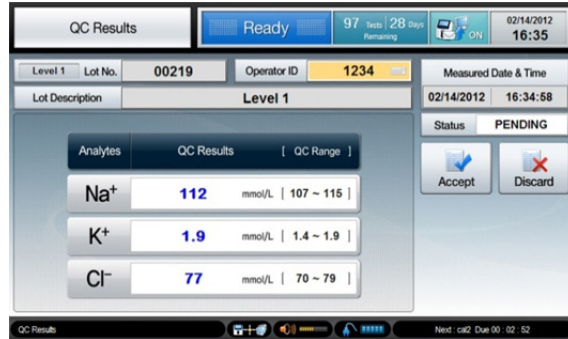 QC Results
Ready
97 Tests 28 Days
Remaining
ON
02/14/2012
16:35
Level 1 Lot No. 00219 Operator ID 1234
Measured Date & Time
Lot Description Level 1
02/14/2012 16:34:58
Status PENDING
Analytes QC Results [ QC Range ]
Accept Discard
Na+ 112 mmol/L | 107 ~ 115 |
K+ 1.9 mmol/L | 1.4 ~ 1.9 |
Cl− 77 mmol/L | 70 ~ 79 |
QC Results
Next : cal2 Due 00 : 02 : 52